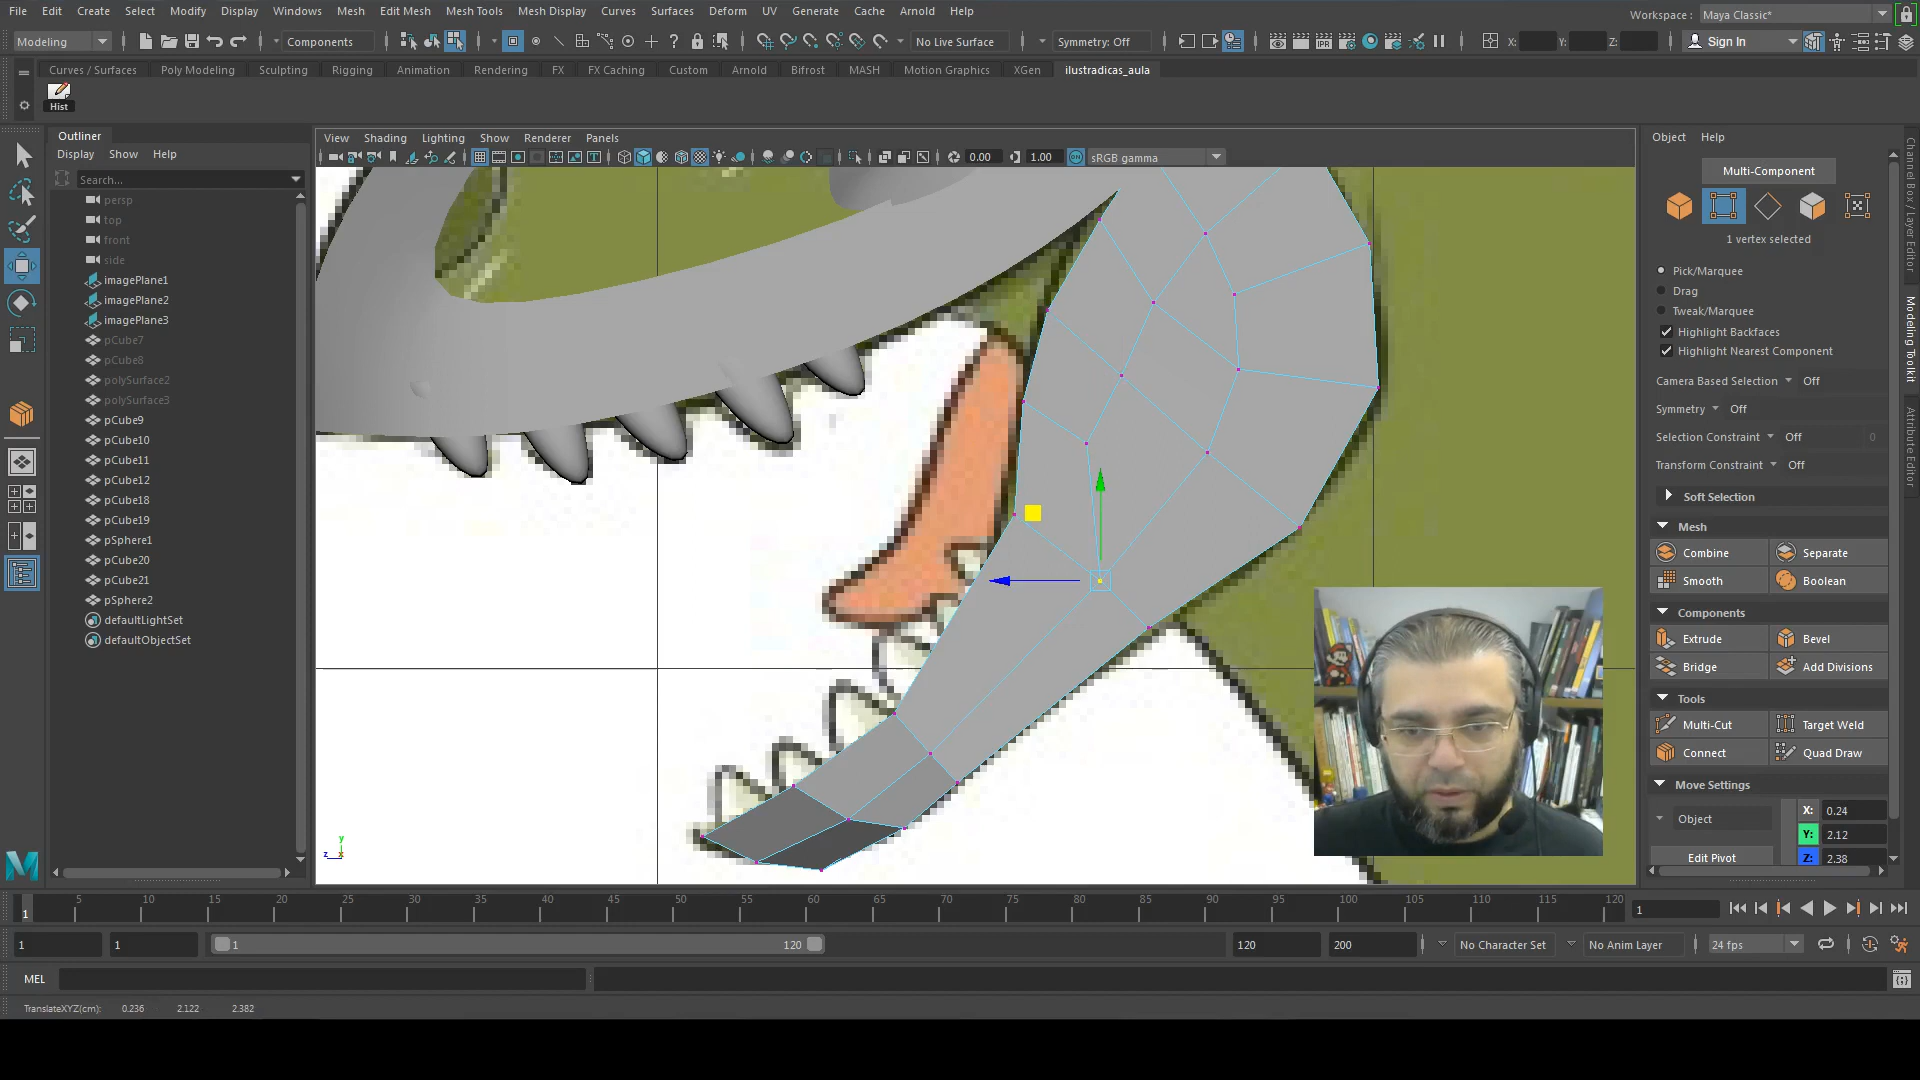 File Edit Create Select Modify Display Windows Mesh Edit Mesh Mesh Tools Mesh Display Curves Surfaces Deform UV Generate Cache Arnold Help
Workspace : Maya Classic*
Modeling Components No Live Surface Symmetry: Off X: Y: Z: Sign In
Curves / Surfaces Poly Modeling Sculpting Rigging Animation Rendering FX FX Caching Custom Arnold Bifrost MASH Motion Graphics XGen ilustradicas_aula
Hist
Outliner
Display Show Help
Search...
persp
top
front
side
imagePlane1
imagePlane2
imagePlane3
pCube7
pCube8
polySurface2
polySurface3
pCube9
pCube10
pCube11
pCube12
pCube18
pCube19
pSphere1
pCube20
pCube21
pSphere2
defaultLightSet
defaultObjectSet
View Shading Lighting Show Renderer Panels
0.00 1.00 sRGB gamma
y
z x
Object Help
Multi-Component
1 vertex selected
Pick/Marquee
Drag
Tweak/Marquee
Highlight Backfaces
Highlight Nearest Component
Camera Based Selection Off
Symmetry Off
Selection Constraint Off 0
Transform Constraint Off
Soft Selection
Mesh
Combine Separate
Smooth Boolean
Components
Extrude Bevel
Bridge Add Divisions
Tools
Multi-Cut Target Weld
Connect Quad Draw
Move Settings
Object X: 0.24
Y: 2.12
Edit Pivot Z: 2.38
Channel Box / Layer Editor
Modeling Toolkit
Attribute Editor
1 5 10 15 20 25 30 35 40 45 50 55 60 65 70 75 80 85 90 95 100 105 110 115 120 1
1 1 1 120 120 200 No Character Set No Anim Layer 24 fps
MEL
TranslateXYZ(cm): 0.236 2.122 2.382